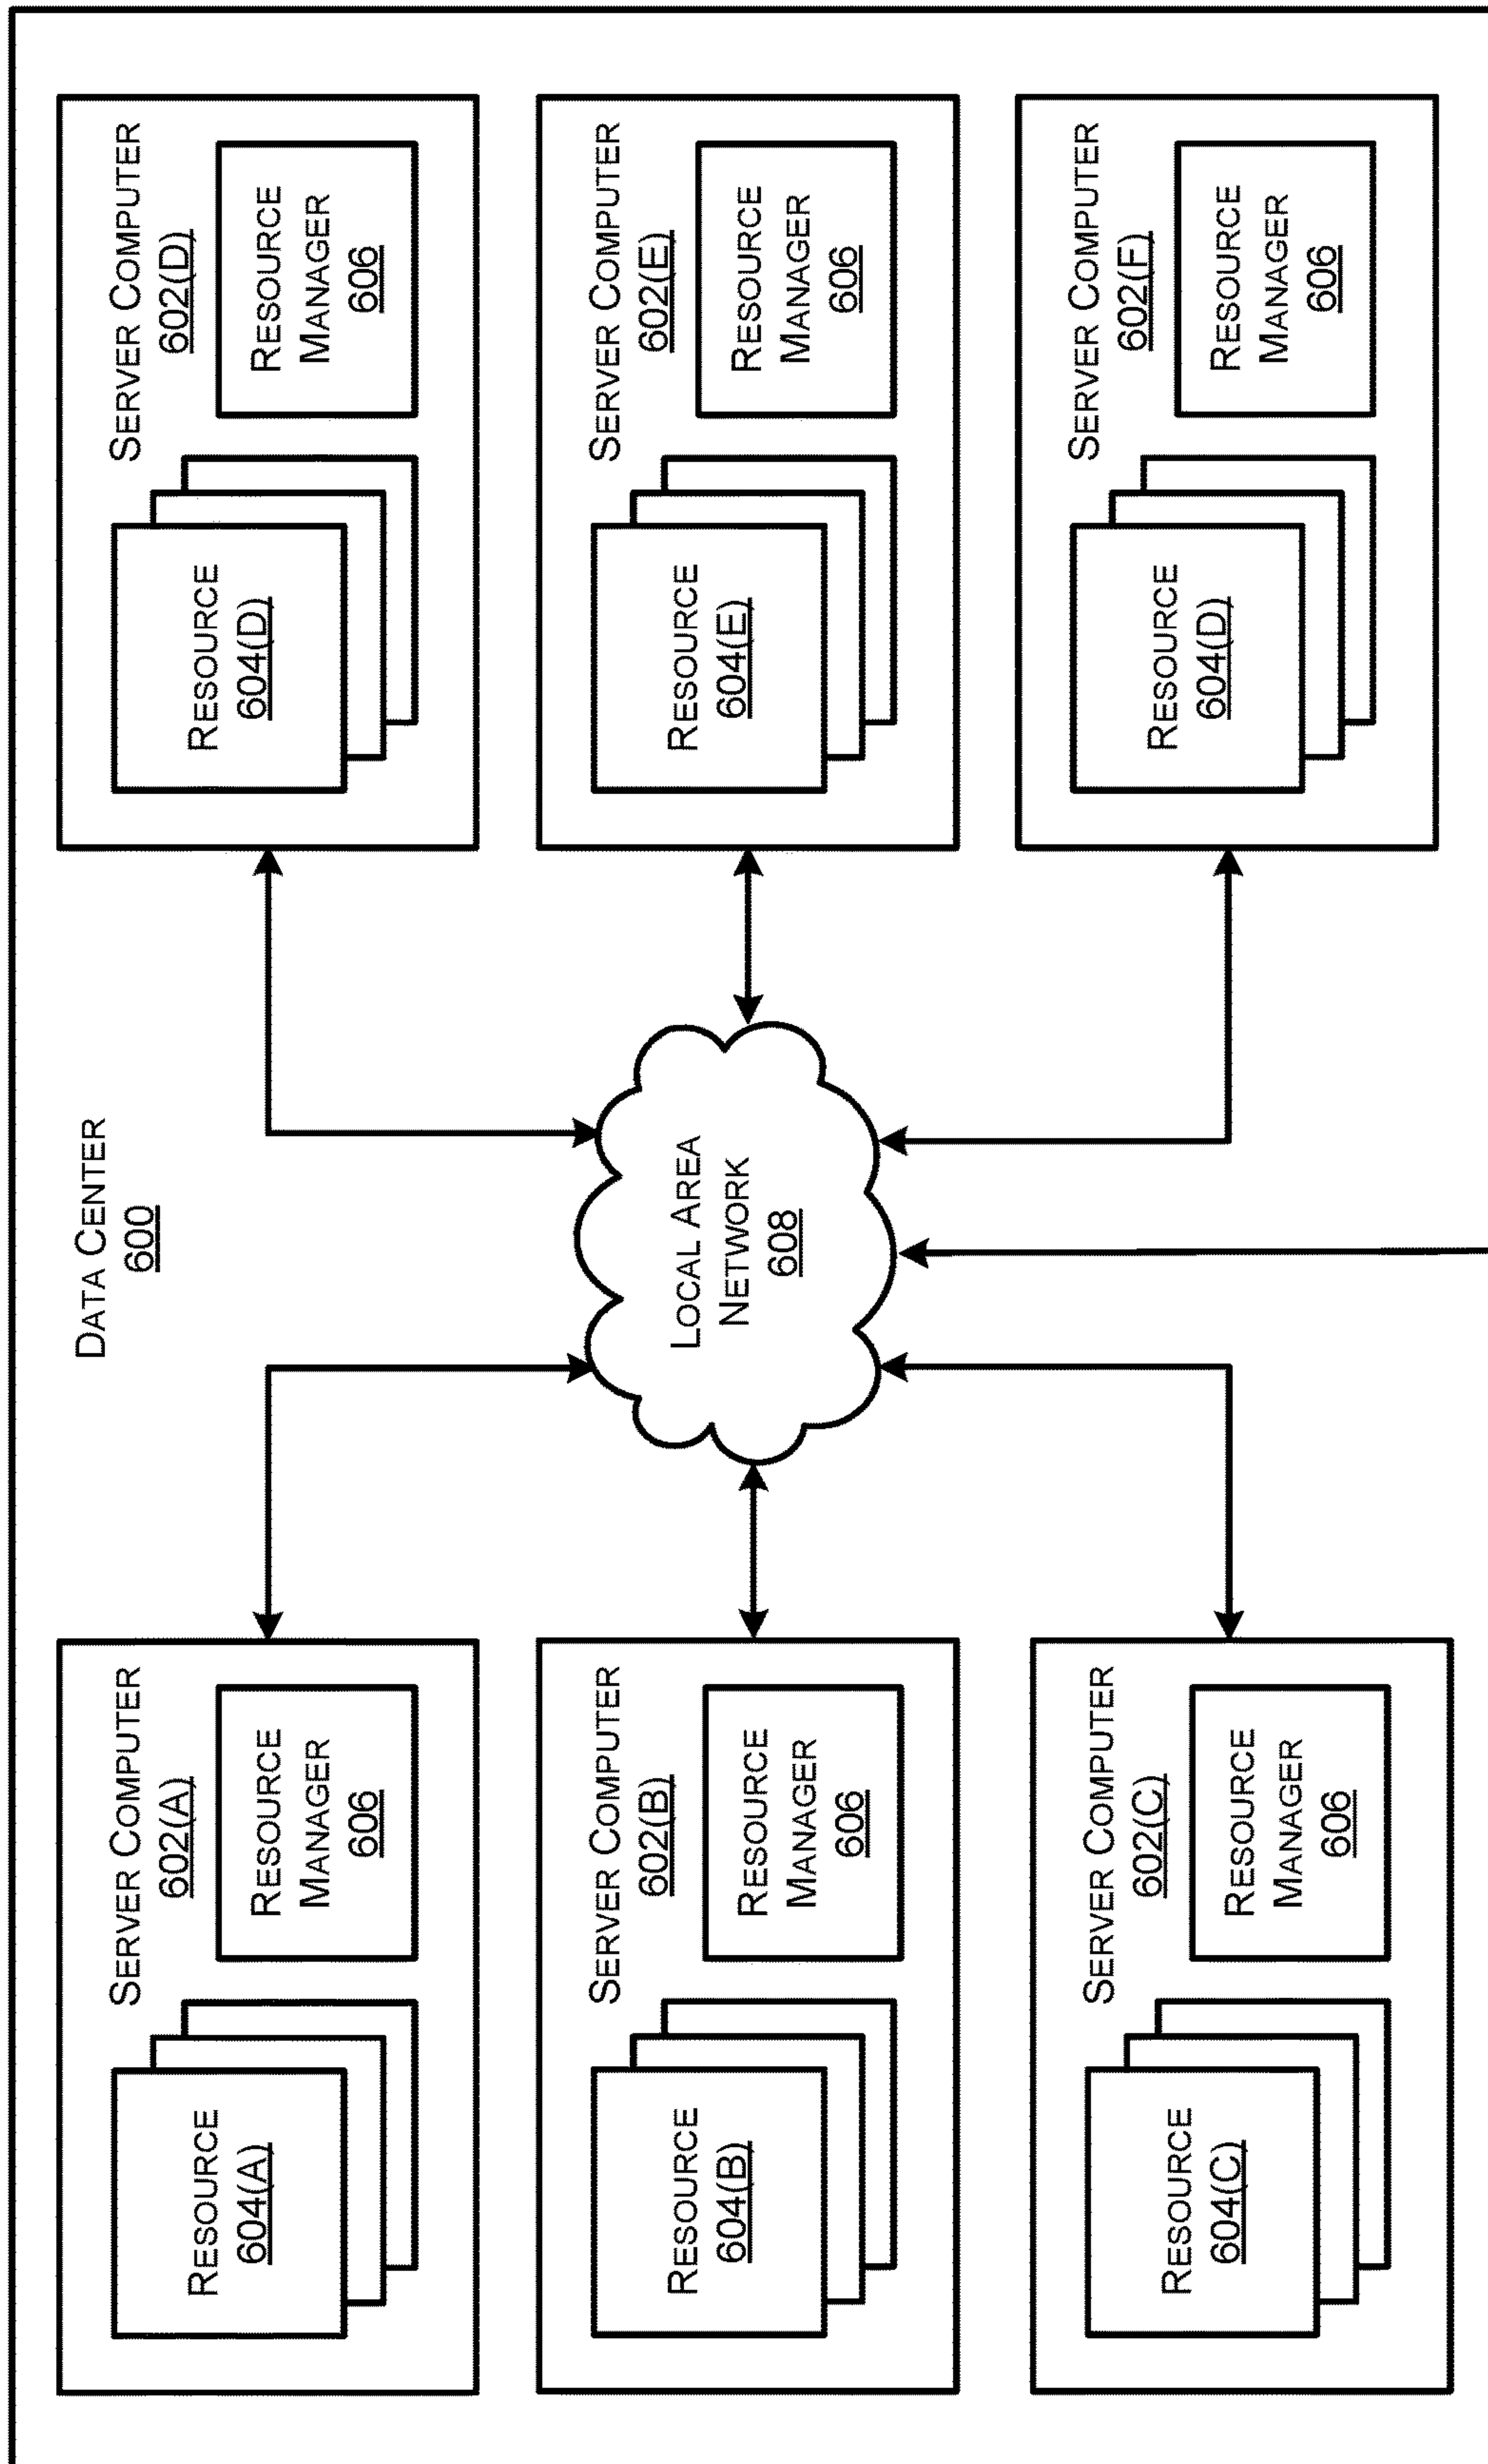 DATA CENTER
600
SERVER COMPUTER
602(A)
RESOURCE
604(A)
RESOURCE
MANAGER
606
SERVER COMPUTER
602(B)
RESOURCE
604(B)
RESOURCE
MANAGER
606
SERVER COMPUTER
602(C)
RESOURCE
604(C)
RESOURCE
MANAGER
606
LOCAL AREA
NETWORK
608
SERVER COMPUTER
602(D)
RESOURCE
604(D)
RESOURCE
MANAGER
606
SERVER COMPUTER
602(E)
RESOURCE
604(E)
RESOURCE
MANAGER
606
SERVER COMPUTER
602(F)
RESOURCE
604(D)
RESOURCE
MANAGER
606